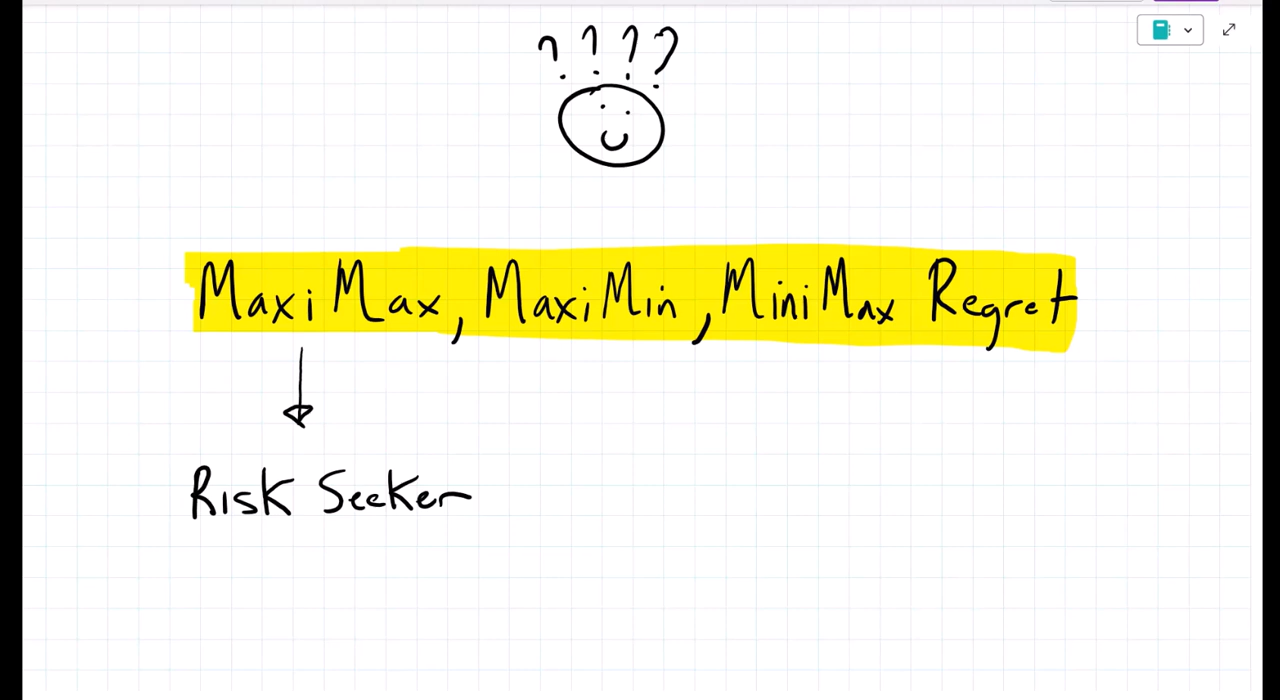 ? ? ? ?
MaxiMax, MaxiMin, MiniMax Regret
Risk Seeker